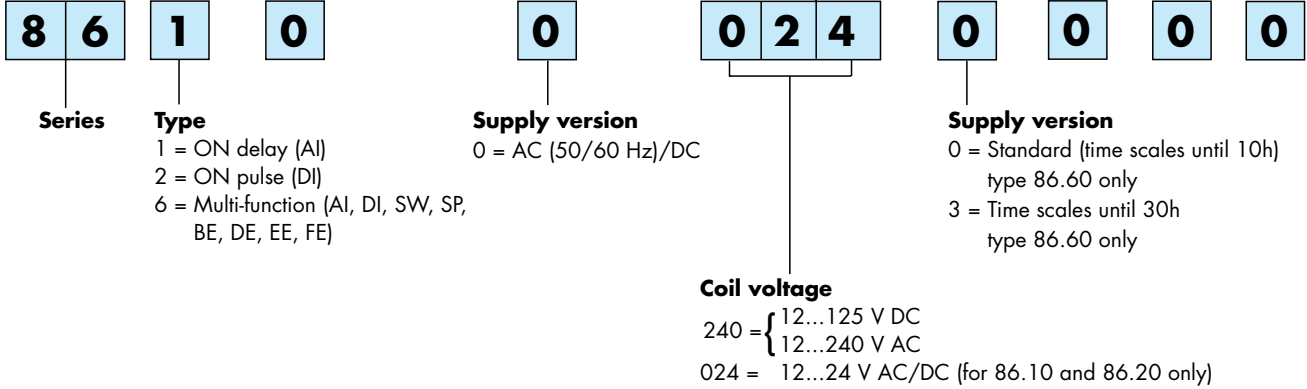 8 6 1 0 0 0 2 4 0 0 0 0
Series
Type
1 = ON delay (AI)
2 = ON pulse (DI)
6 = Multi-function (AI, DI, SW, SP,
BE, DE, EE, FE)
Supply version
0 = AC (50/60 Hz)/DC
Supply version
0 = Standard (time scales until 10h)
type 86.60 only
3 = Time scales until 30h
type 86.60 only
Coil voltage
240 = { 12...125 V DC
12...240 V AC
024 = 12...24 V AC/DC (for 86.10 and 86.20 only)